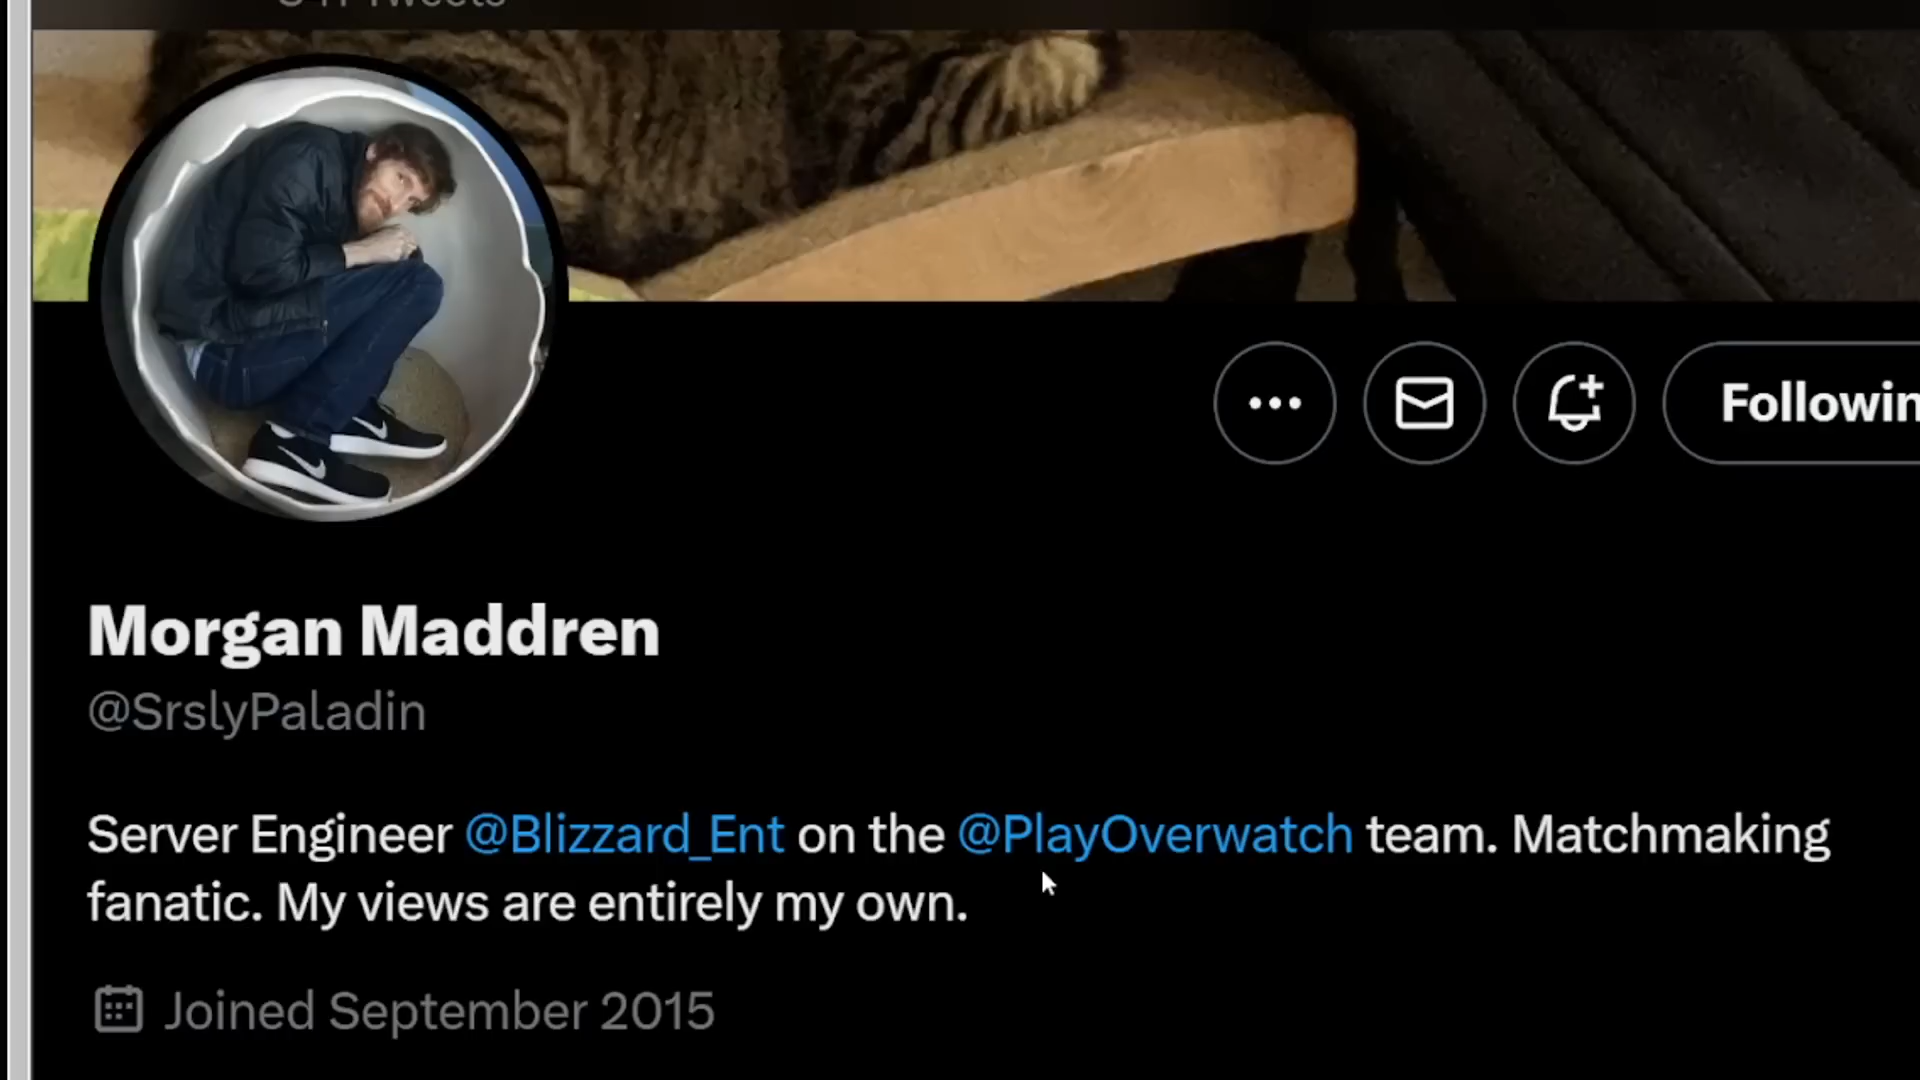 Followin
Morgan Maddren
@SrslyPaladin
Server Engineer @Blizzard_Ent on the @PlayOverwatch team. Matchmaking
fanatic. My views are entirely my own.
Joined September 2015